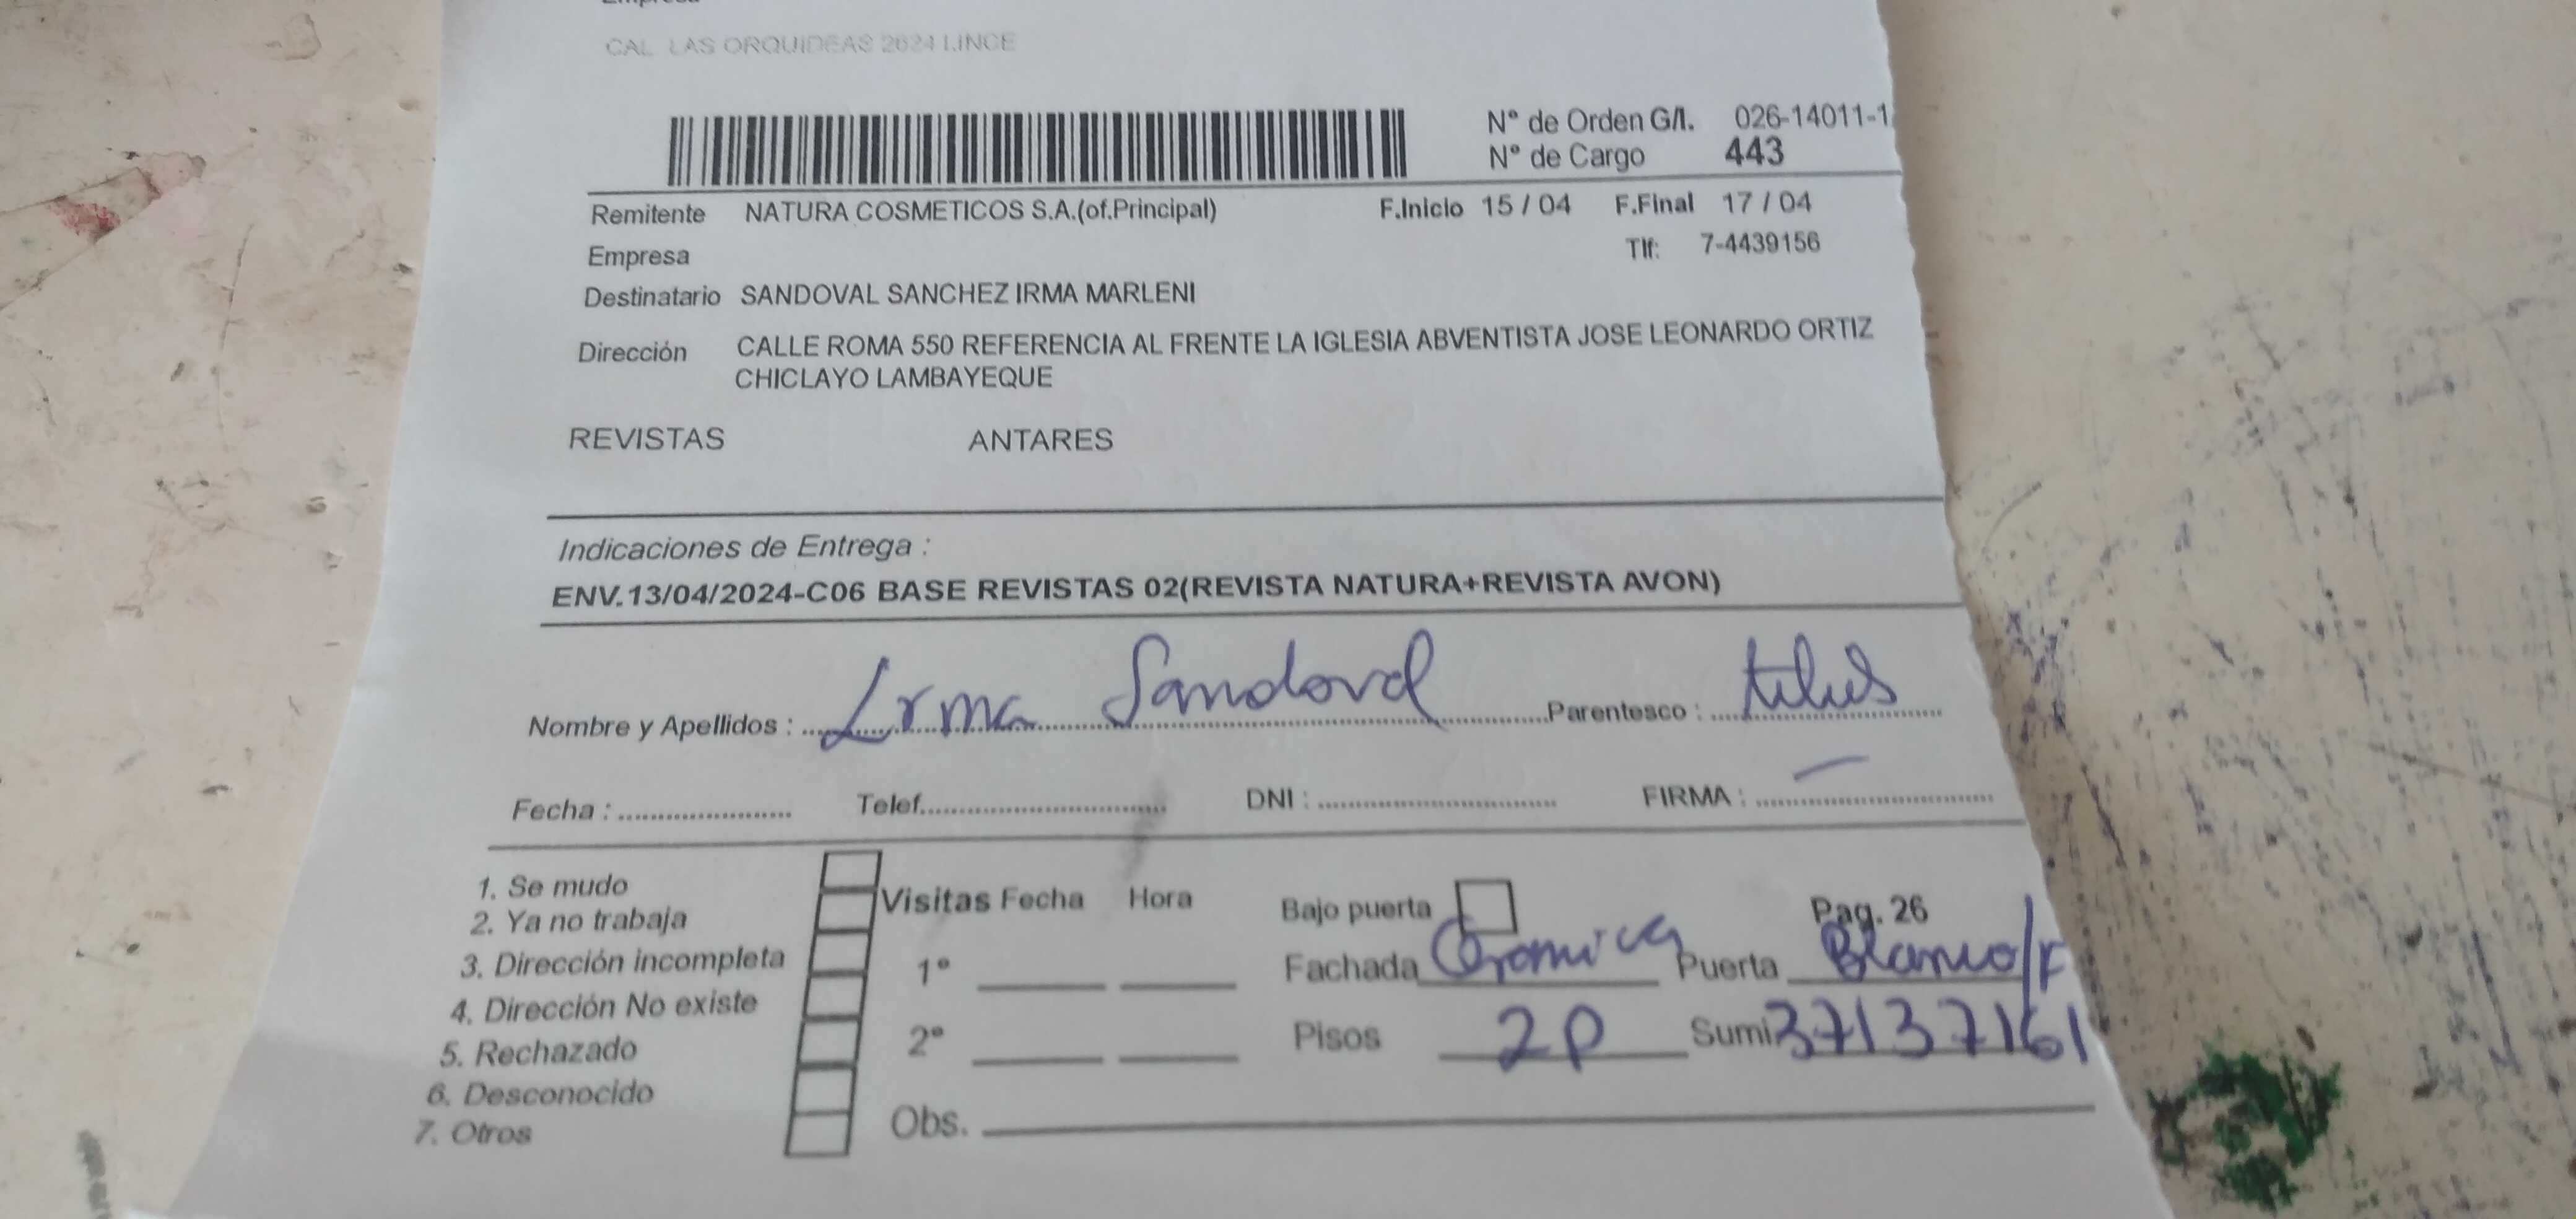 CAL LAS ORQUIDEAS 2624 LINCE
N° de Orden G/I. 026-14011-1
N° de Cargo 443
Remitente NATURA COSMETICOS S.A.(of.Principal) F.Inicio 15 / 04 F.Final 17 / 04
Empresa Tlf: 7-4439156
Destinatario SANDOVAL SANCHEZ IRMA MARLENI
Dirección CALLE ROMA 550 REFERENCIA AL FRENTE LA IGLESIA ABVENTISTA JOSE LEONARDO ORTIZ
CHICLAYO LAMBAYEQUE
REVISTAS ANTARES
Indicaciones de Entrega :
ENV.13/04/2024-C06 BASE REVISTAS 02(REVISTA NATURA+REVISTA AVON)
Nombre y Apellidos : Irma Sandoval Parentesco :
Fecha : Telef. DNI : FIRMA :
1. Se mudo
2. Ya no trabaja
3. Dirección incompleta
4. Dirección No existe
5. Rechazado
6. Desconocido
7. Otros
Visitas Fecha Hora
1°
2°
Obs.
Bajo puerta Pag. 26
Fachada Puerta Blanco/F
Pisos 2P Sumi 37137161